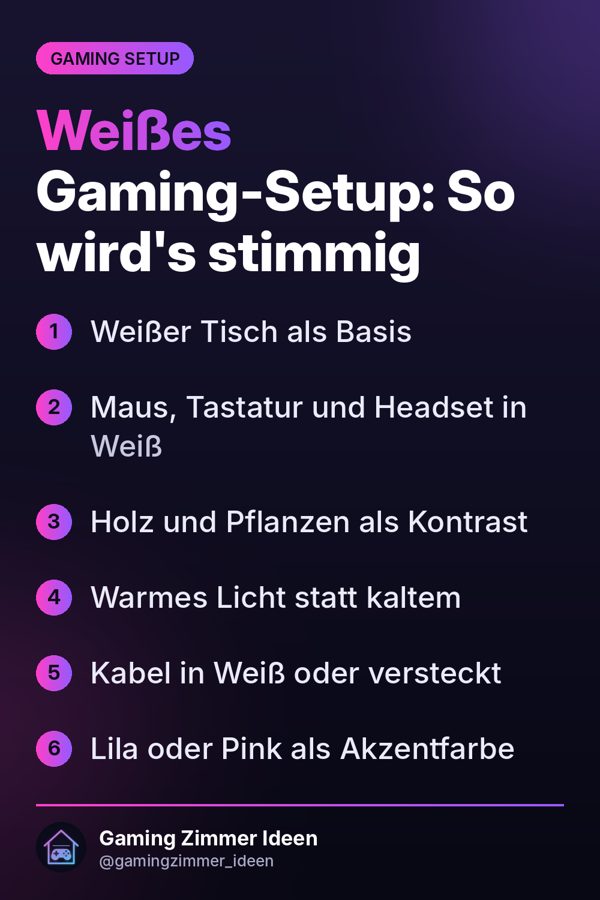 GAMING SETUP
Weißes
Gaming-Setup: So
wird's stimmig
1 Weißer Tisch als Basis
2 Maus, Tastatur und Headset in
Weiß
3 Holz und Pflanzen als Kontrast
4 Warmes Licht statt kaltem
5 Kabel in Weiß oder versteckt
6 Lila oder Pink als Akzentfarbe
Gaming Zimmer Ideen
@gamingzimmer_ideen